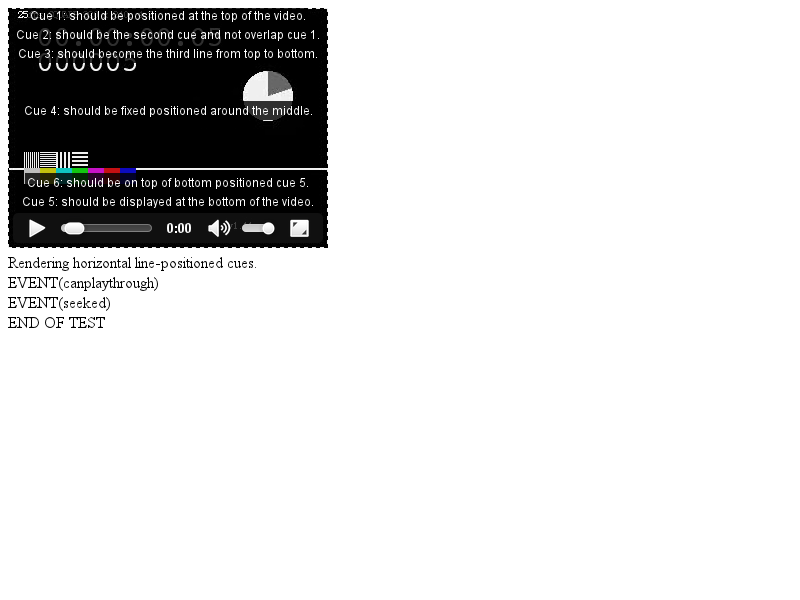 25 Cue 1: should be positioned at the top of the video.
Cue 2: should be the second cue and not overlap cue 1.
00:00:00:05
Cue 3: should become the third line from top to bottom.
000005
Cue 4: should be fixed positioned around the middle.
Cue 6: should be on top of bottom positioned cue 5.
Cue 5: should be displayed at the bottom of the video.
0:00
Rendering horizontal line-positioned cues.
EVENT(canplaythrough)
EVENT(seeked)
END OF TEST